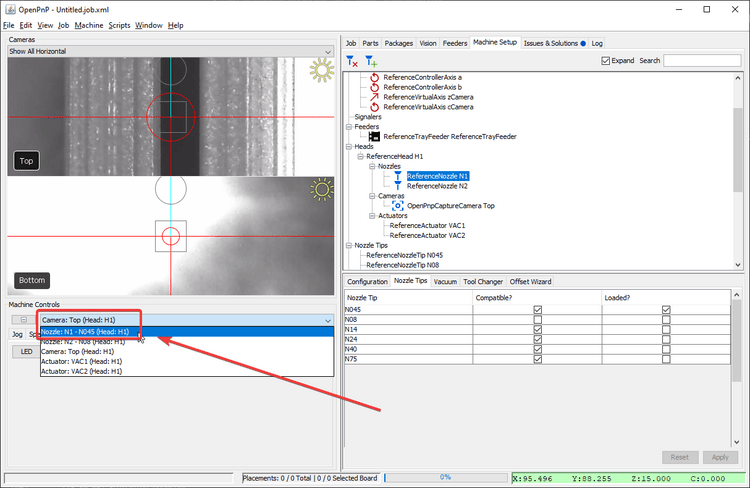 OpenPnP - Untitled.job.xml
File Edit View Job Machine Scripts Window Help
Cameras
Show All Horizontal
Top
Bottom
Machine Controls
Camera: Top (Head: H1)
Nozzle: N1 - N045 (Head: H1)
Nozzle: N2 - N08 (Head: H1)
Camera: Top (Head: H1)
Actuator: VAC1 (Head: H1)
Actuator: VAC2 (Head: H1)
Jog
LED
Job Parts Packages Vision Feeders Machine Setup Issues & Solutions Log
Expand Search
ReferenceControllerAxis a
ReferenceControllerAxis b
ReferenceVirtualAxis zCamera
ReferenceVirtualAxis cCamera
Signalers
Feeders
ReferenceTrayFeeder ReferenceTrayFeeder
Heads
ReferenceHead H1
Nozzles
ReferenceNozzle N1
ReferenceNozzle N2
Cameras
OpenPnpCaptureCamera Top
Actuators
ReferenceActuator VAC1
ReferenceActuator VAC2
Nozzle Tips
ReferenceNozzleTip N045
ReferenceNozzleTip N08
Configuration Nozzle Tips Vacuum Tool Changer Offset Wizard
Nozzle Tip Compatible? Loaded?
N045
N08
N14
N24
N40
N75
Reset Apply
Placements: 0 / 0 Total | 0 / 0 Selected Board 0% X:95.496 Y:88.255 Z:15.000 C:0.000